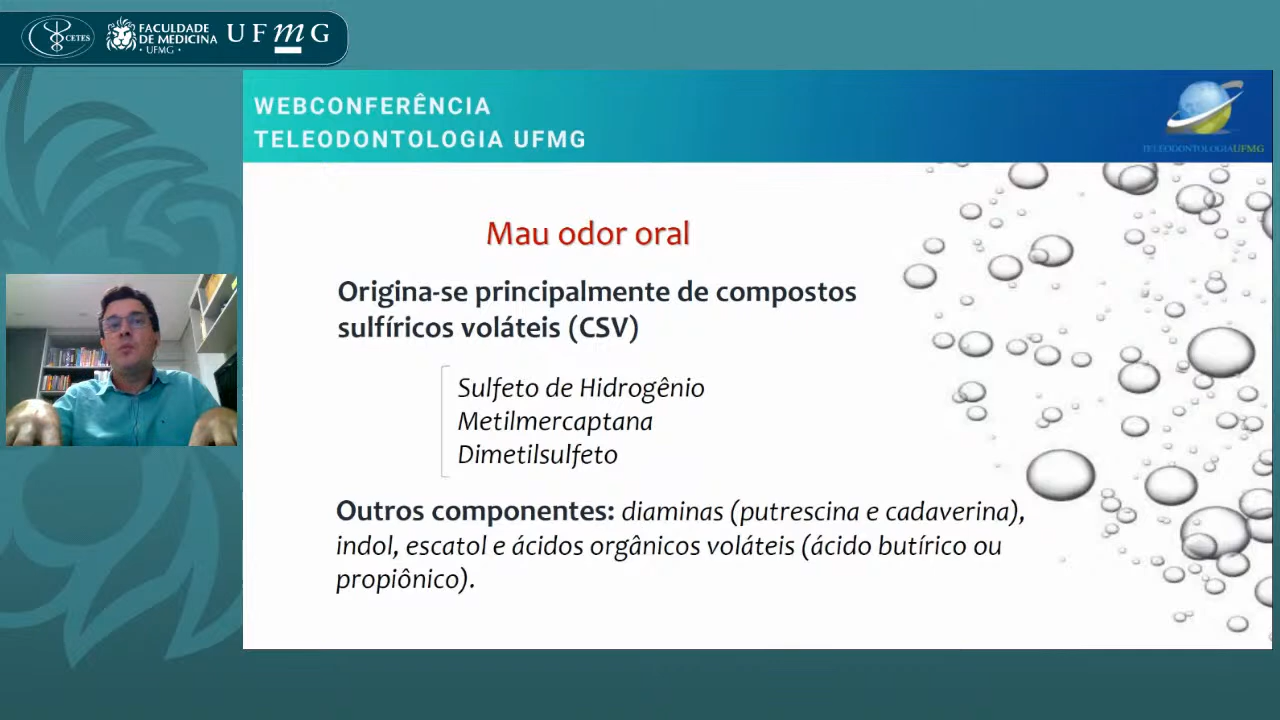 CETES
FACULDADE
DE MEDICINA
· UFMG ·
UFMG
WEBCONFERÊNCIA
TELEODONTOLOGIA UFMG
TELEODONTOLOGIAUFMG
Mau odor oral
Origina-se principalmente de compostos
sulfíricos voláteis (CSV)
Sulfeto de Hidrogênio
Metilmercaptana
Dimetilsulfeto
Outros componentes: diaminas (putrescina e cadaverina),
indol, escatol e ácidos orgânicos voláteis (ácido butírico ou
propiônico).